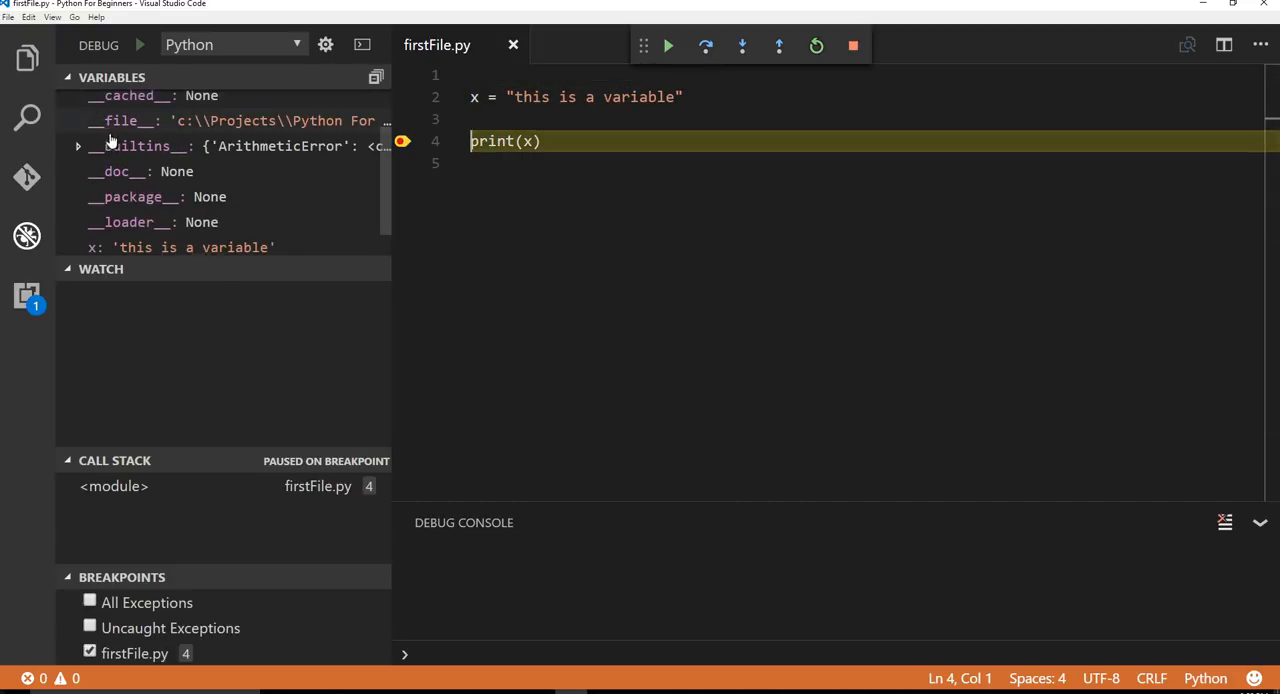 firstFile.py - Python For Beginners - Visual Studio Code
File Edit View Go Help
DEBUG Python
firstFile.py
VARIABLES
__cached__: None
__file__: 'c:\\Projects\\Python For …
__builtins__: {'ArithmeticError': <c…
__doc__: None
__package__: None
__loader__: None
x: 'this is a variable'
WATCH
CALL STACK PAUSED ON BREAKPOINT
<module> firstFile.py 4
BREAKPOINTS
All Exceptions
Uncaught Exceptions
firstFile.py 4
1
1
2 x = "this is a variable"
3
4 print(x)
5
DEBUG CONSOLE
0 0
Ln 4, Col 1 Spaces: 4 UTF-8 CRLF Python